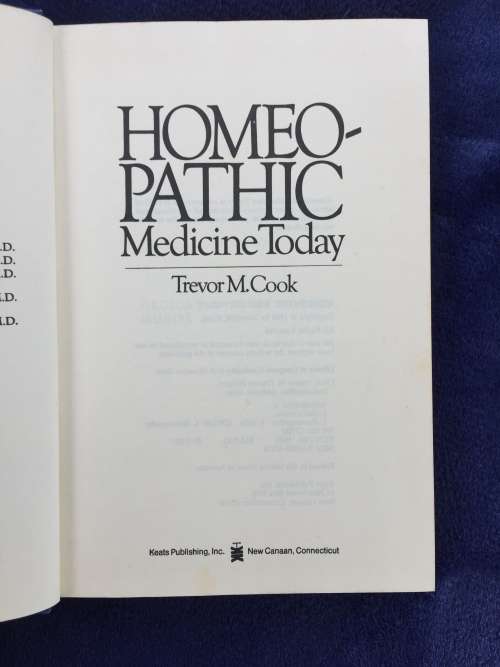 .D.
.D.
.D.
.D.
.D.
HOMEO-
PATHIC
Medicine Today
Trevor M. Cook
Keats Publishing, Inc. New Canaan, Connecticut